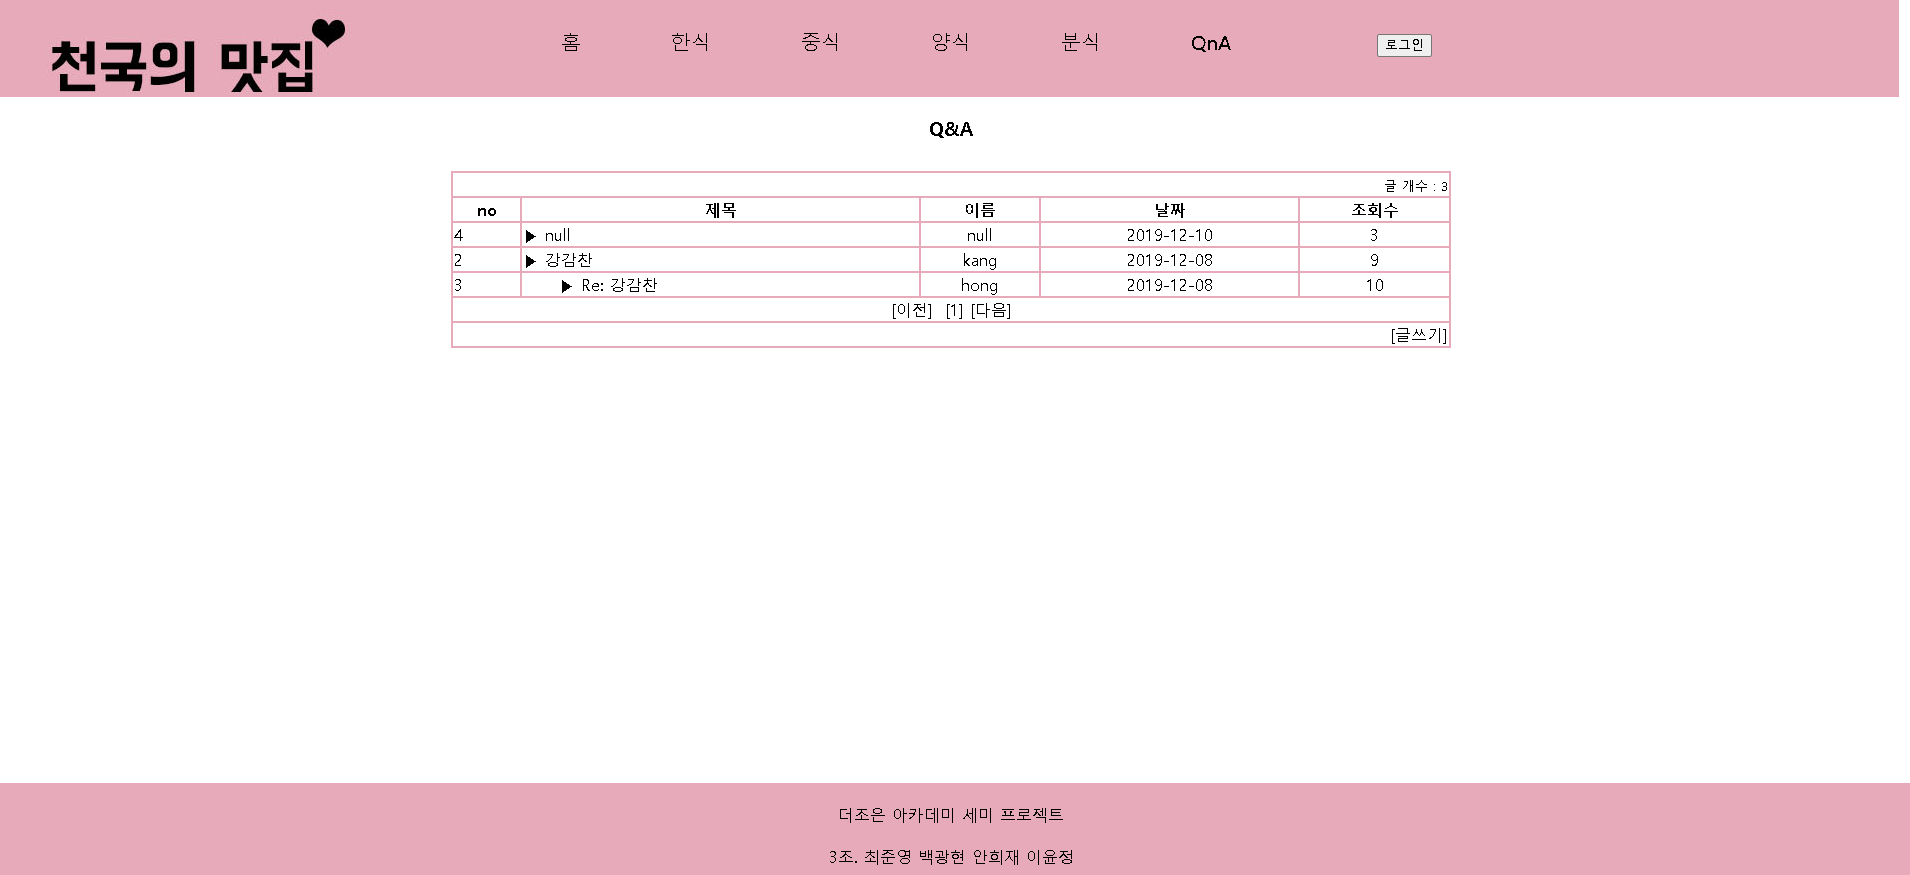 천국의 맛집
홈 한식 중식 양식 분식 QnA 로그인
Q&A
글 개수 : 3
no 제목 이름 날짜 조회수
4 ▶ null null 2019-12-10 3
2 ▶ 강감찬 kang 2019-12-08 9
3 ▶ Re: 강감찬 hong 2019-12-08 10
[이전] [1] [다음]
[글쓰기]
더조은 아카데미 세미 프로젝트
3조. 최준영 백광현 안희재 이윤정